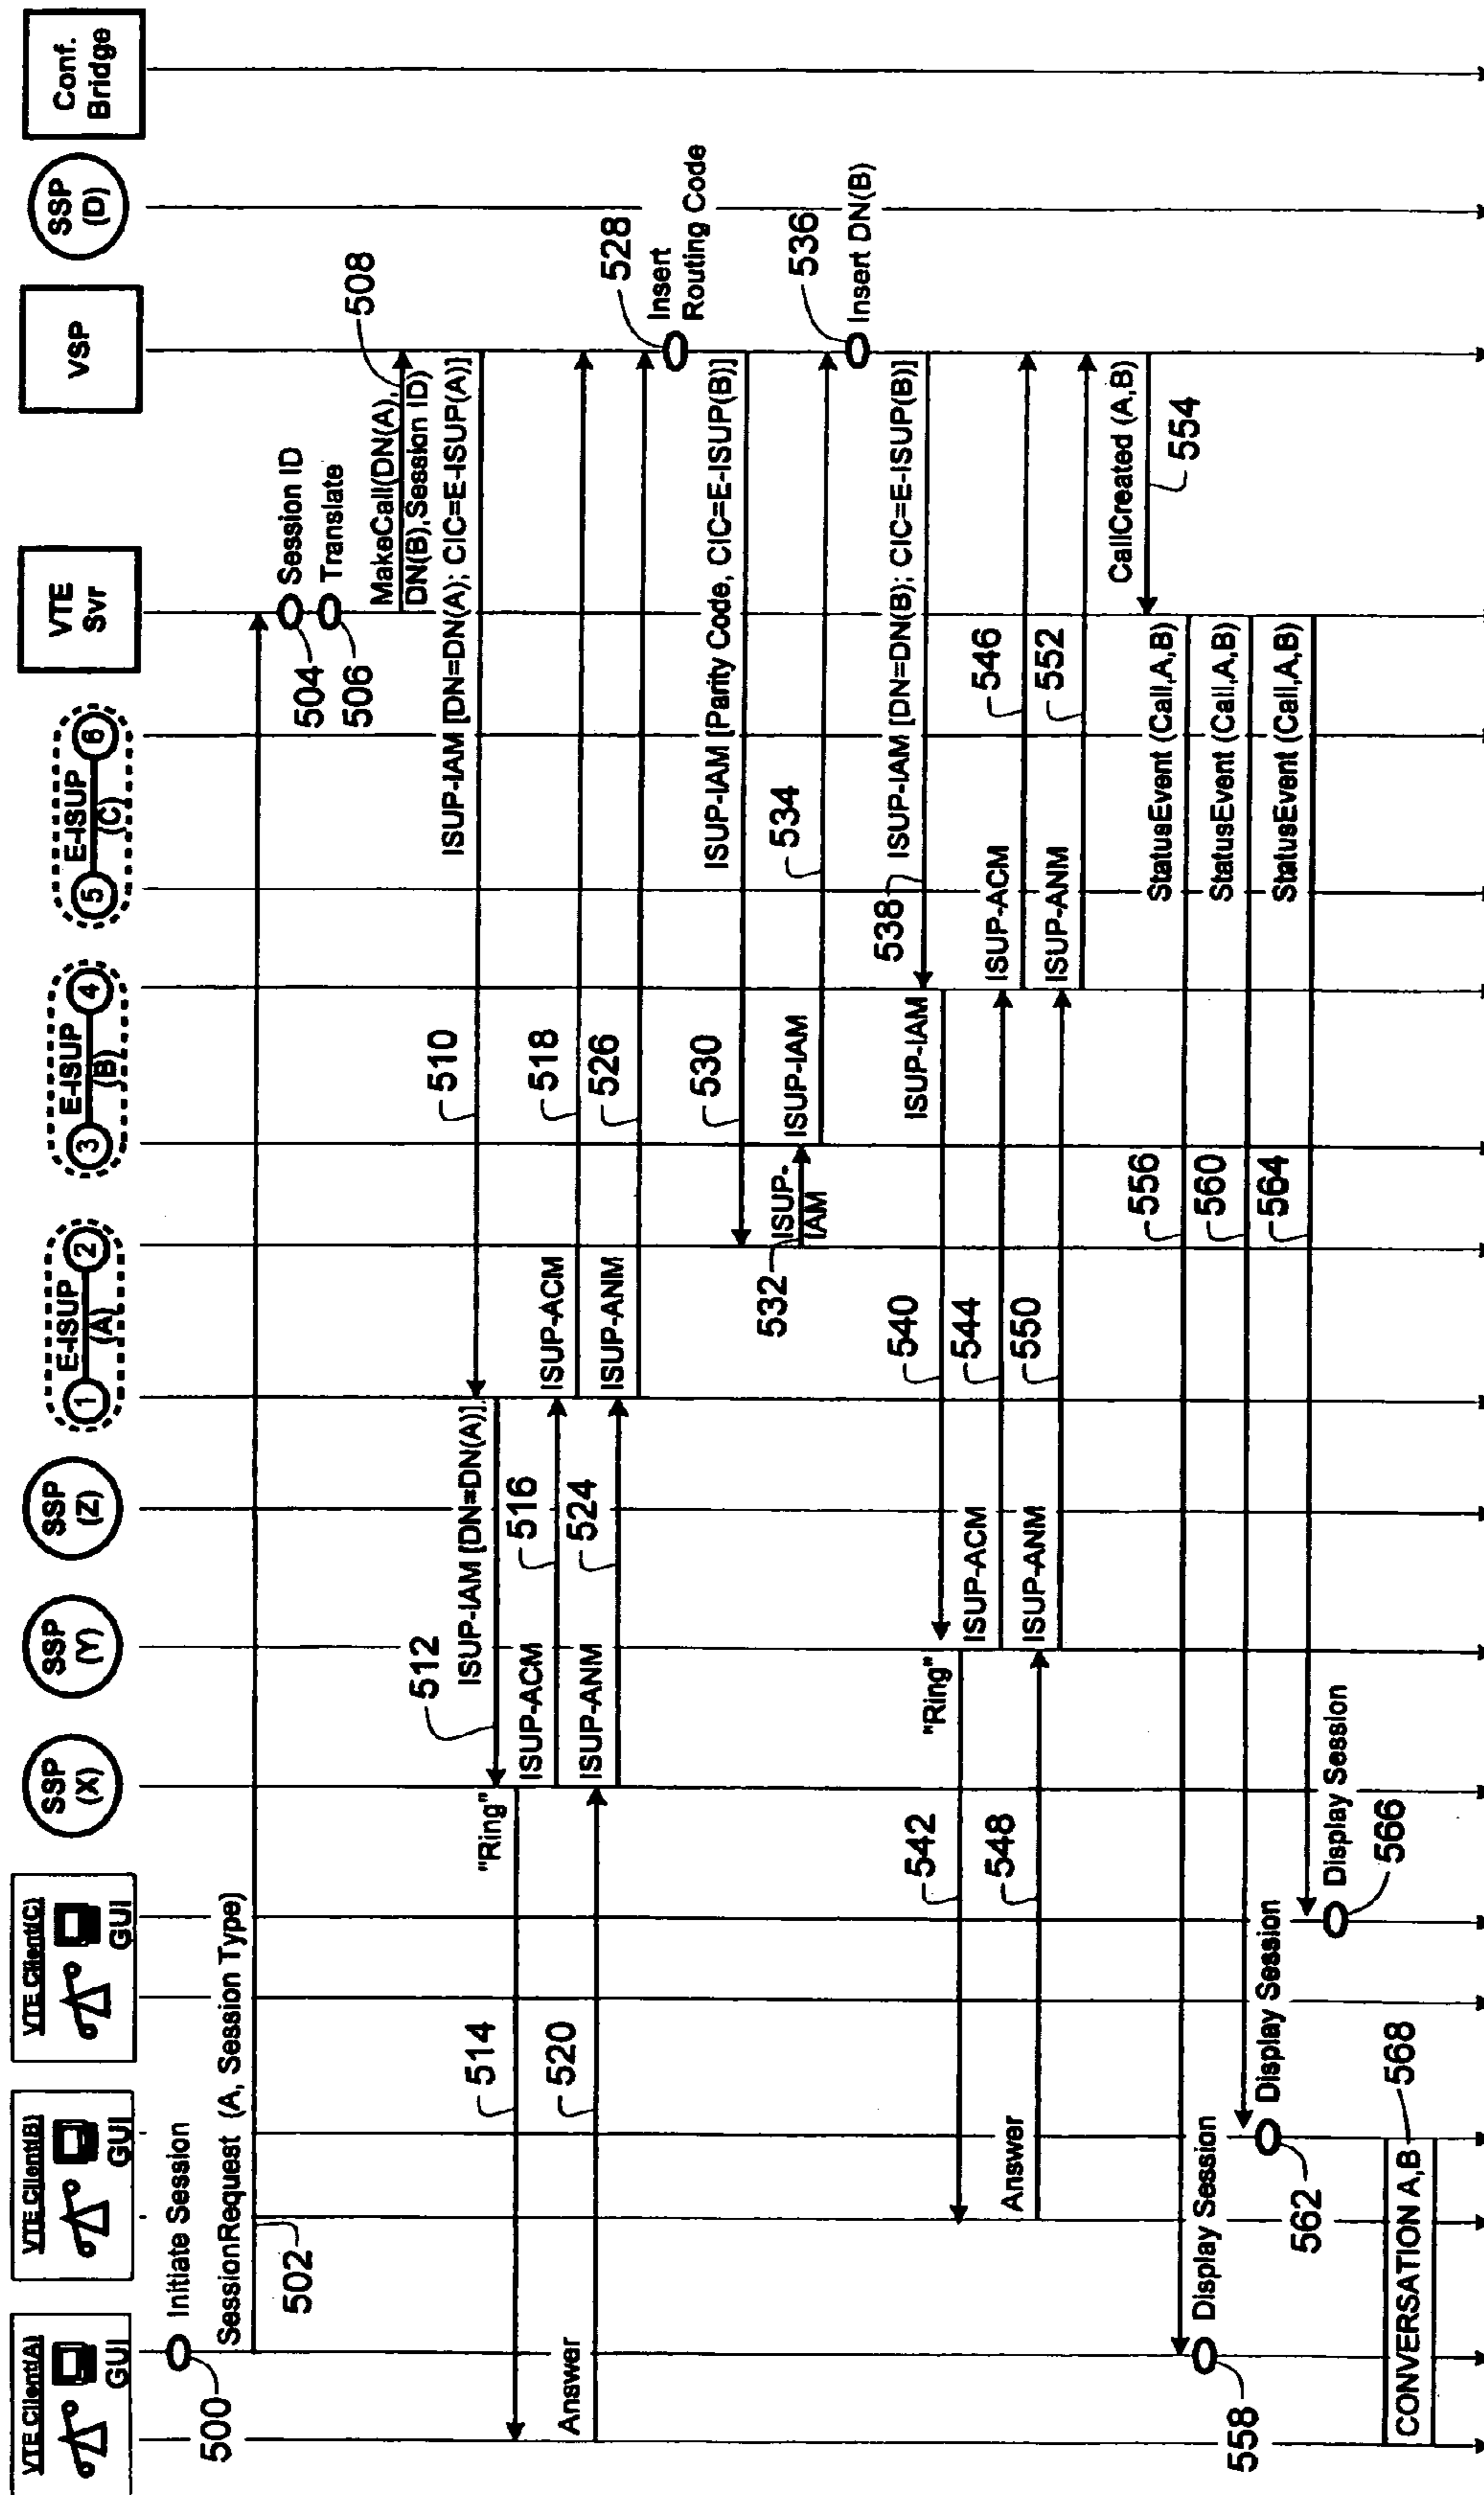 VTE Client(A)
GUI
VTE Client(B)
GUI
VTE Client(C)
GUI
SSP
(X)
SSP
(Y)
SSP
(Z)
1
E-ISUP
(A)
2
3
E-ISUP
(B)
4
5
E-ISUP
(C)
6
VTE
Svr
VSP
SSP
(D)
Conf.
Bridge
500
Initiate Session
SessionRequest (A, Session Type)
502
504
Session ID
506
Translate
MakeCall(DN(A),
DN(B),Session ID)
508
ISUP-IAM [DN=DN(A); CIC=E-ISUP(A)]
510
512
ISUP-IAM [DN=DN(A)]
"Ring"
514
ISUP-ACM
516
ISUP-ACM
518
Answer
520
ISUP-ANM
524
ISUP-ANM
526
528
Insert
Routing Code
ISUP-IAM [Parity Code, CIC=E-ISUP(B)]
530
532
ISUP-
IAM
ISUP-IAM
534
536
Insert DN(B)
538
ISUP-IAM [DN=DN(B); CIC=E-ISUP(B)]
ISUP-IAM
540
"Ring"
542
ISUP-ACM
544
ISUP-ACM
546
Answer
548
ISUP-ANM
550
ISUP-ANM
552
CallCreated (A,B)
554
StatusEvent (Call,A,B)
556
Display Session
558
StatusEvent (Call,A,B)
560
Display Session
562
StatusEvent (Call,A,B)
564
Display Session
566
CONVERSATION A,B
568